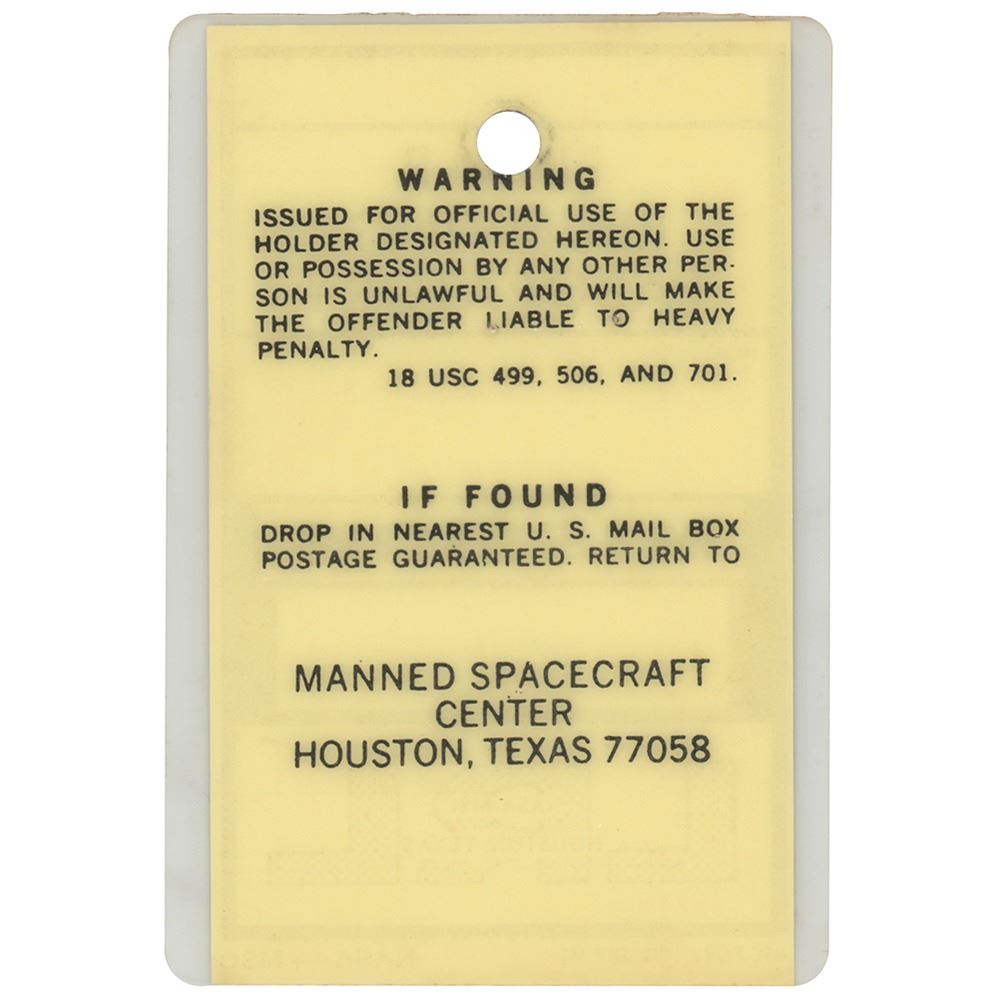 WARNING
ISSUED FOR OFFICIAL USE OF THE
HOLDER DESIGNATED HEREON. USE
OR POSSESSION BY ANY OTHER PER-
SON IS UNLAWFUL AND WILL MAKE
THE OFFENDER LIABLE TO HEAVY
PENALTY.
18 USC 499, 506, AND 701.
IF FOUND
DROP IN NEAREST U. S. MAIL BOX
POSTAGE GUARANTEED. RETURN TO
MANNED SPACECRAFT
CENTER
HOUSTON, TEXAS 77058